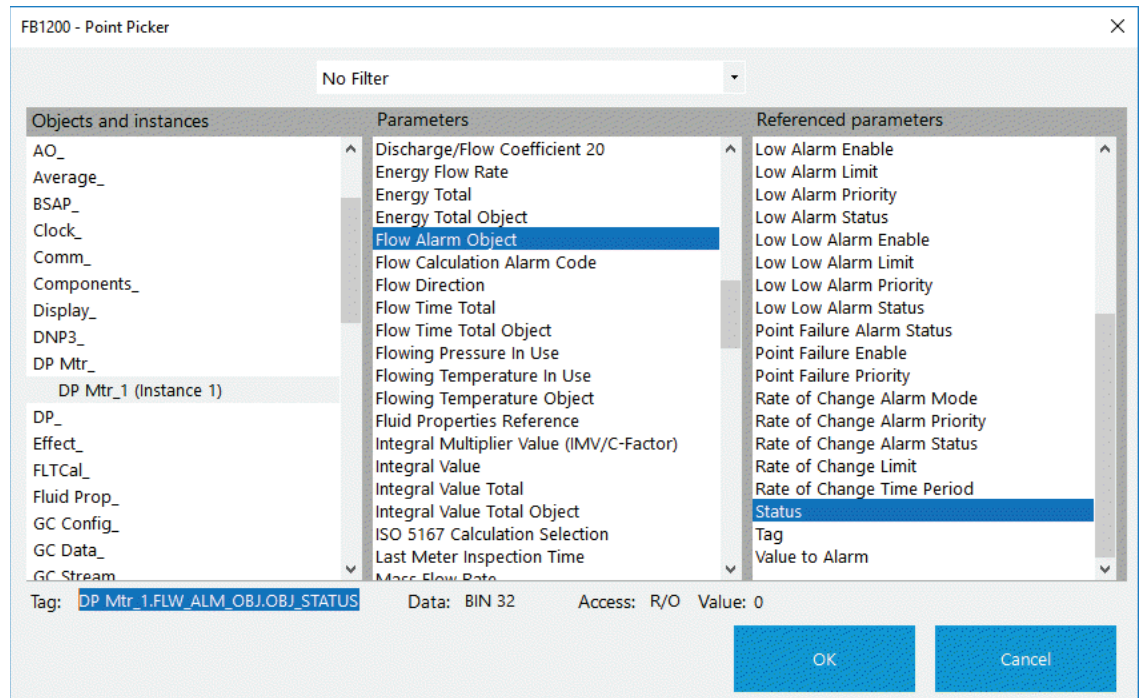 FB1200 - Point Picker
No Filter
Objects and instances
AO_
Average_
BSAP_
Clock_
Comm_
Components_
Display_
DNP3_
DP Mtr_
DP Mtr_1 (Instance 1)
DP_
Effect_
FLTCal_
Fluid Prop_
GC Config_
GC Data_
GC Stream
Parameters
Discharge/Flow Coefficient 20
Energy Flow Rate
Energy Total
Energy Total Object
Flow Alarm Object
Flow Calculation Alarm Code
Flow Direction
Flow Time Total
Flow Time Total Object
Flowing Pressure In Use
Flowing Temperature In Use
Flowing Temperature Object
Fluid Properties Reference
Integral Multiplier Value (IMV/C-Factor)
Integral Value
Integral Value Total
Integral Value Total Object
ISO 5167 Calculation Selection
Last Meter Inspection Time
Mass Flow Rate
Referenced parameters
Low Alarm Enable
Low Alarm Limit
Low Alarm Priority
Low Alarm Status
Low Low Alarm Enable
Low Low Alarm Limit
Low Low Alarm Priority
Low Low Alarm Status
Point Failure Alarm Status
Point Failure Enable
Point Failure Priority
Rate of Change Alarm Mode
Rate of Change Alarm Priority
Rate of Change Alarm Status
Rate of Change Limit
Rate of Change Time Period
Status
Tag
Value to Alarm
Tag: DP Mtr_1.FLW_ALM_OBJ.OBJ_STATUS Data: BIN 32 Access: R/O Value: 0
OK Cancel